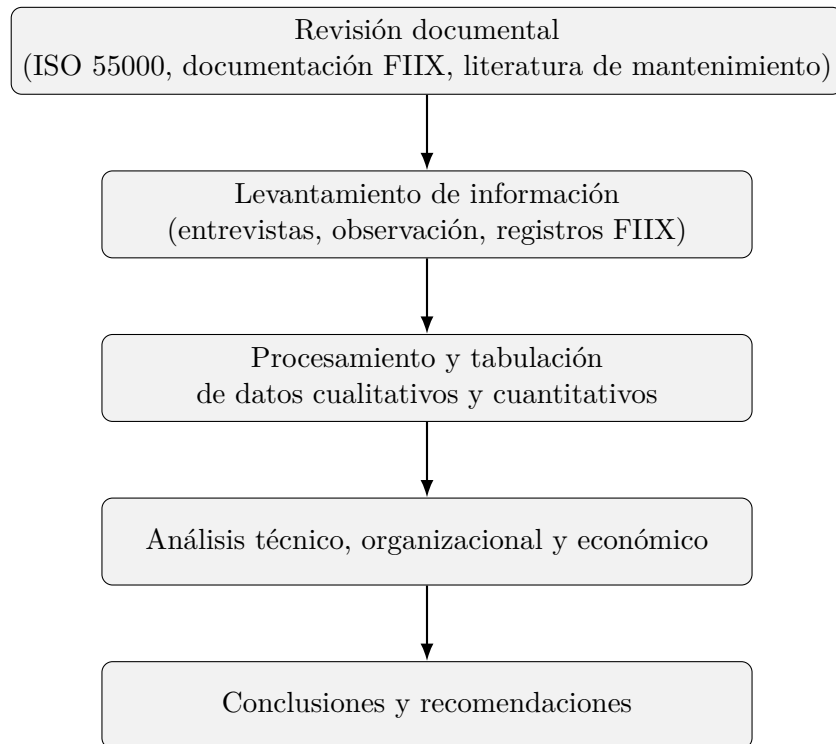 Revisión documental
(ISO 55000, documentación FIIX, literatura de mantenimiento)
Levantamiento de información
(entrevistas, observación, registros FIIX)
Procesamiento y tabulación
de datos cualitativos y cuantitativos
Análisis técnico, organizacional y económico
Conclusiones y recomendaciones